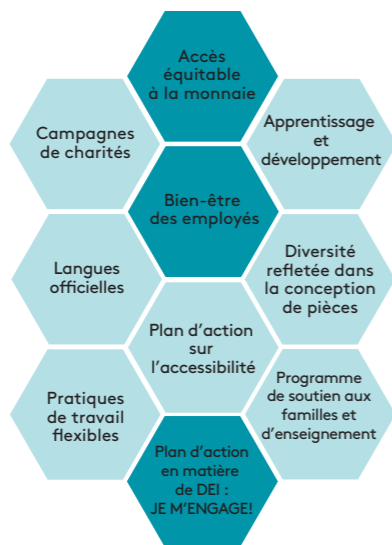 Accès
équitable
à la monnaie
Campagnes
de charités
Apprentissage
et
développement
Bien-être
des employés
Langues
officielles
Diversité
refletée dans
la conception
de pièces
Plan d’action
sur
l’accessibilité
Pratiques
de travail
flexibles
Programme
de soutien aux
familles et
d’enseignement
Plan d’action
en matière
de DEI :
JE M’ENGAGE!